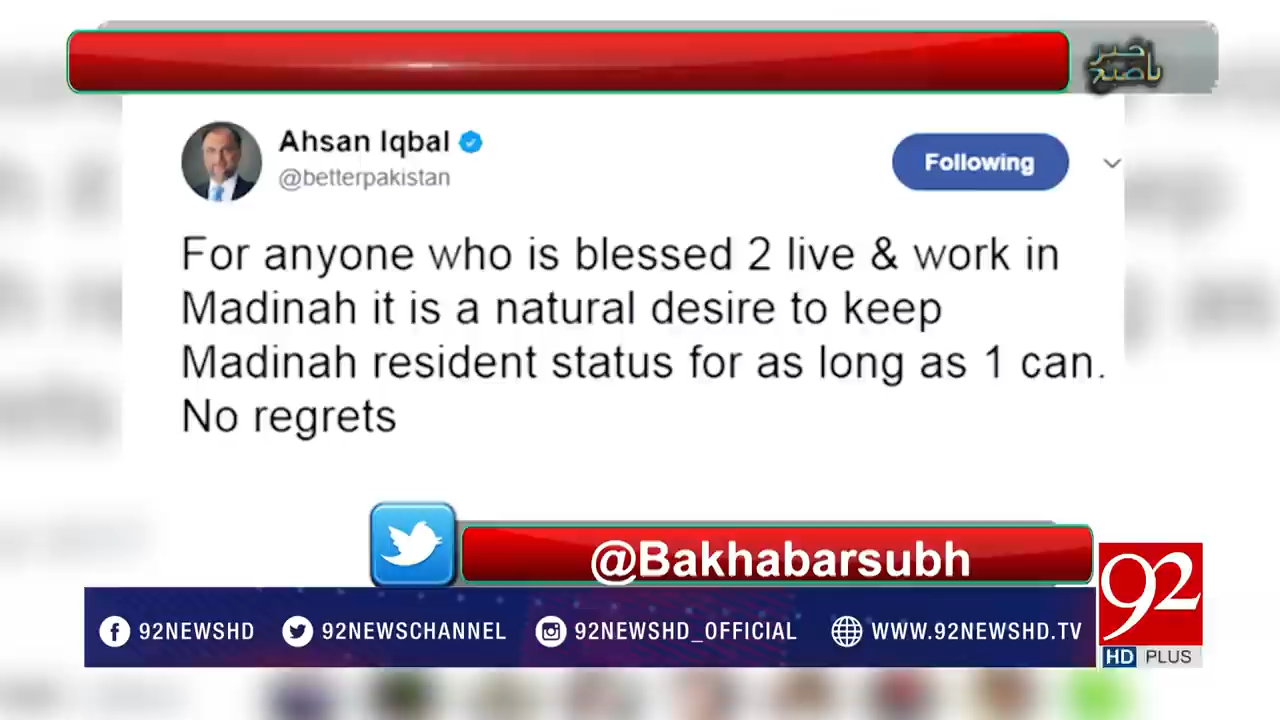 باخبر صبح
Ahsan Iqbal
@betterpakistan
Following
For anyone who is blessed 2 live & work in
Madinah it is a natural desire to keep
Madinah resident status for as long as 1 can.
No regrets
@Bakhabarsubh
92NEWSHD
92NEWSCHANNEL
92NEWSHD_OFFICIAL
WWW.92NEWSHD.TV
92
HD PLUS